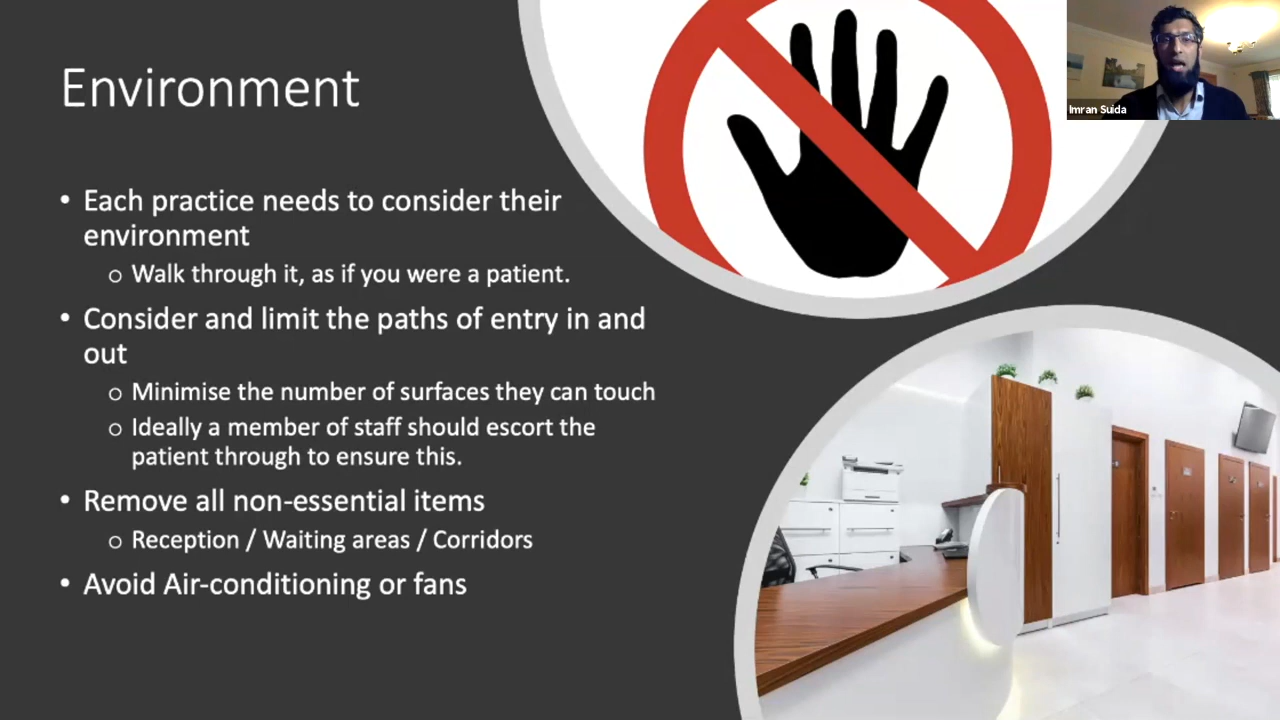 Environment
Imran Suida
• Each practice needs to consider their
environment
o Walk through it, as if you were a patient.
• Consider and limit the paths of entry in and
out
o Minimise the number of surfaces they can touch
o Ideally a member of staff should escort the
patient through to ensure this.
• Remove all non-essential items
o Reception / Waiting areas / Corridors
• Avoid Air-conditioning or fans